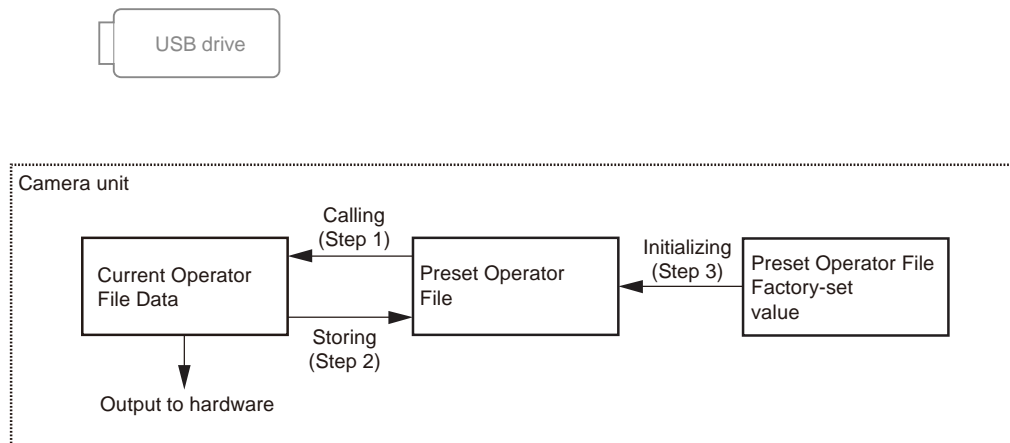 USB drive
Camera unit
Calling
(Step 1)
Current Operator
File Data
Storing
(Step 2)
Preset Operator
File
Initializing
(Step 3)
Preset Operator File
Factory-set
value
Output to hardware